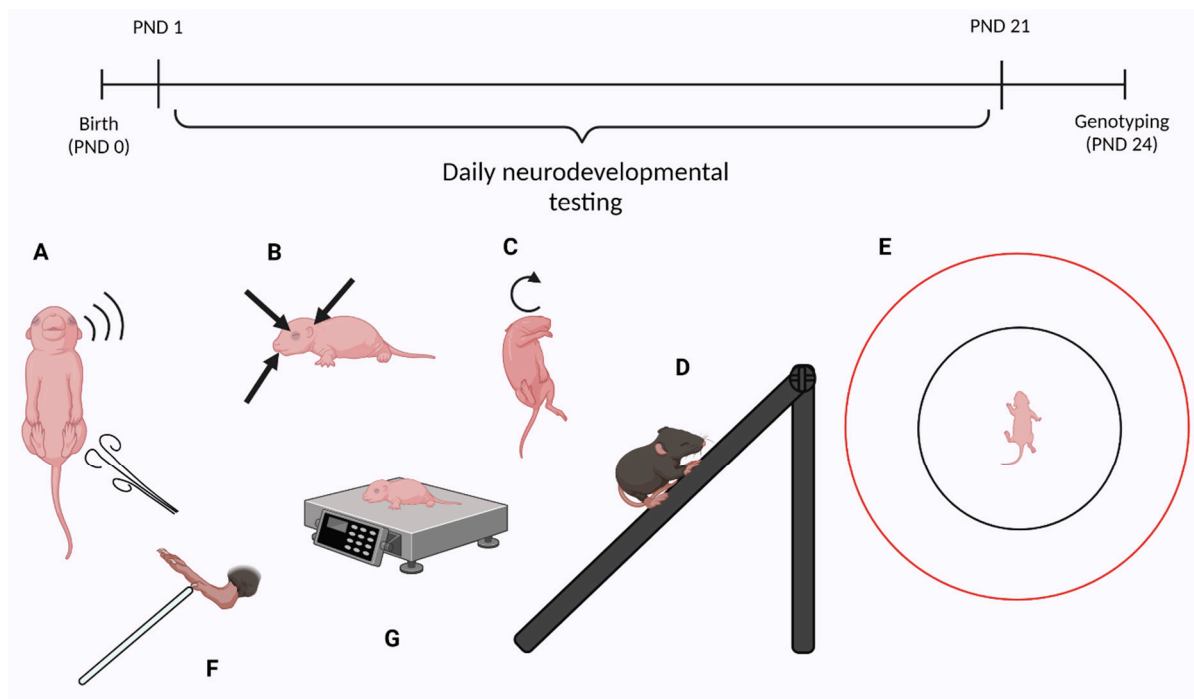 PND 1
PND 21
Birth
(PND 0)
Genotyping
(PND 24)
Daily neurodevelopmental
testing
A
B
C
E
D
G
F